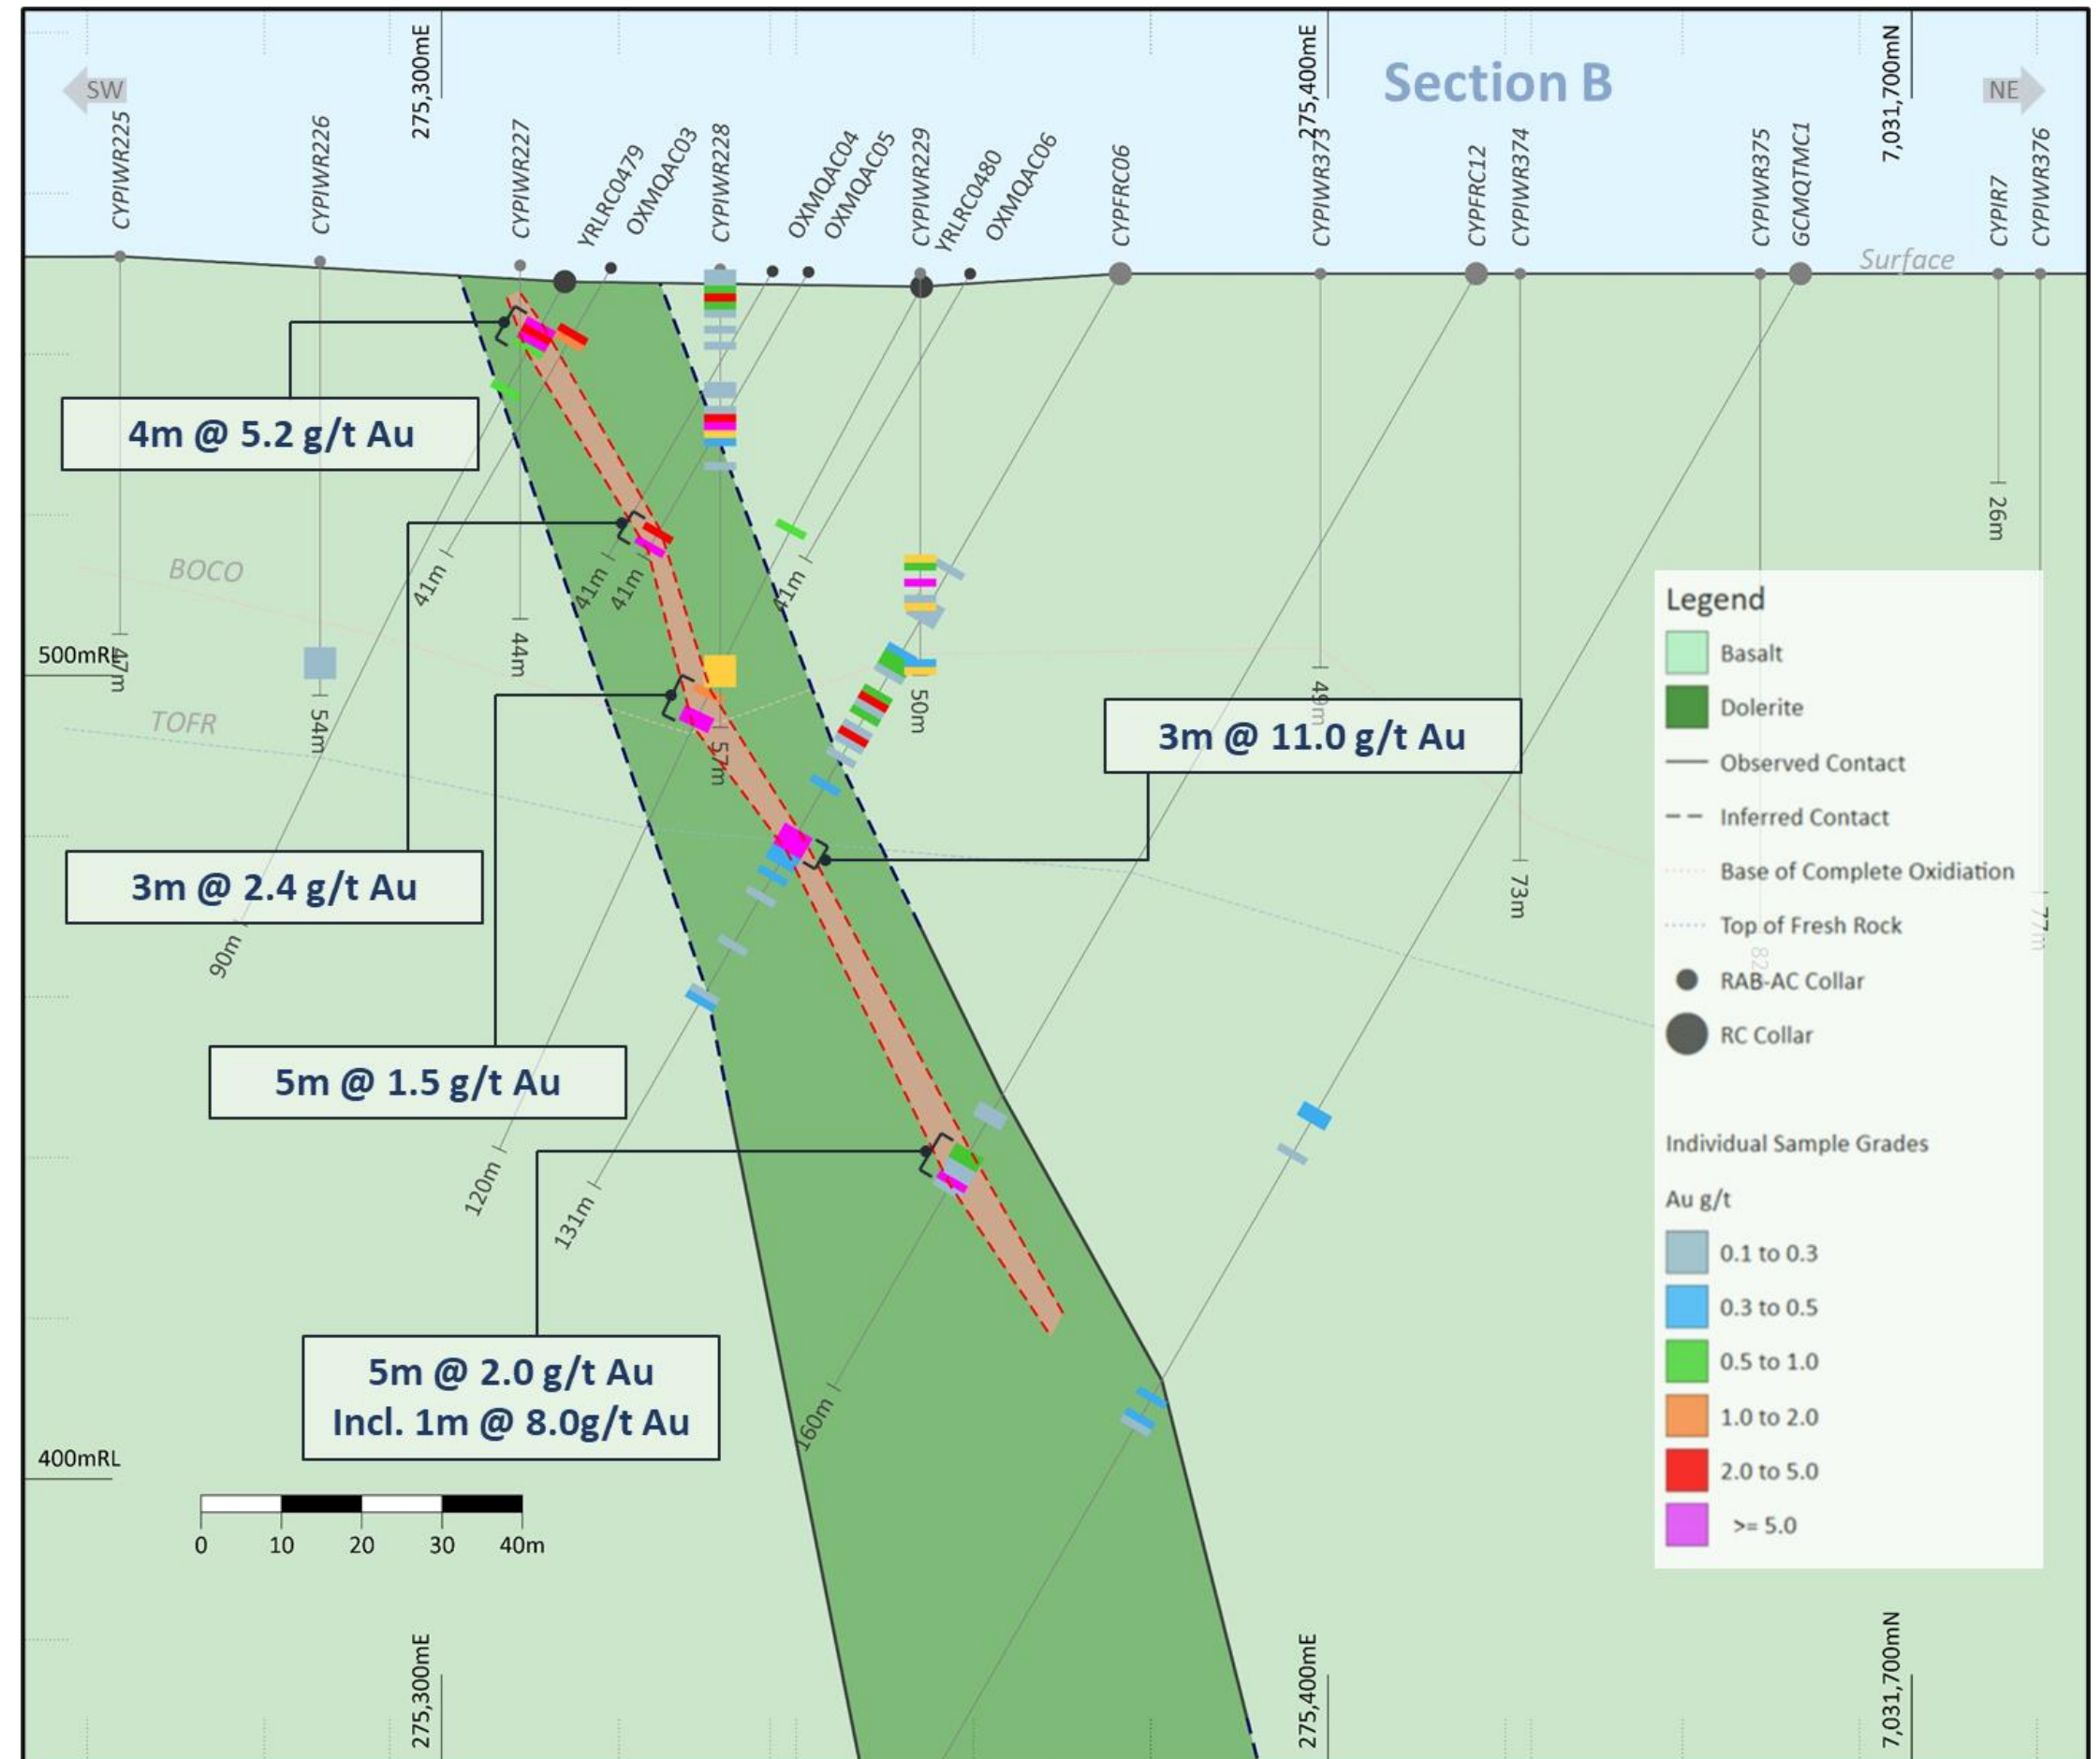 275,300mE
275,400mE
7,031,700mN
Section B
SW
NE
CYPIWR225
CYPIWR226
CYPIWR227
YRLRC0479
OXMQAC03
CYPIWR228
OXMQAC04
OXMQAC05
CYPIWR229
YRLRC0480
OXMQAC06
CYPFRC06
CYPIWR373
CYPFRC12
CYPIWR374
CYPIWR375
GCMQTMC1
CYPIR7
CYPIWR376
Surface
4m @ 5.2 g/t Au
26m
BOCO
41m
41m
41m
41m
44m
500mRL
47m
54m
TOFR
57m
50m
49m
3m @ 11.0 g/t Au
3m @ 2.4 g/t Au
73m
77m
90m
5m @ 1.5 g/t Au
120m
131m
5m @ 2.0 g/t Au
Incl. 1m @ 8.0g/t Au
160m
400mRL
0 10 20 30 40m
Legend
Basalt
Dolerite
Observed Contact
Inferred Contact
Base of Complete Oxidiation
Top of Fresh Rock
82
RAB-AC Collar
RC Collar
Individual Sample Grades
Au g/t
0.1 to 0.3
0.3 to 0.5
0.5 to 1.0
1.0 to 2.0
2.0 to 5.0
>= 5.0
275,300mE
275,400mE
7,031,700mN